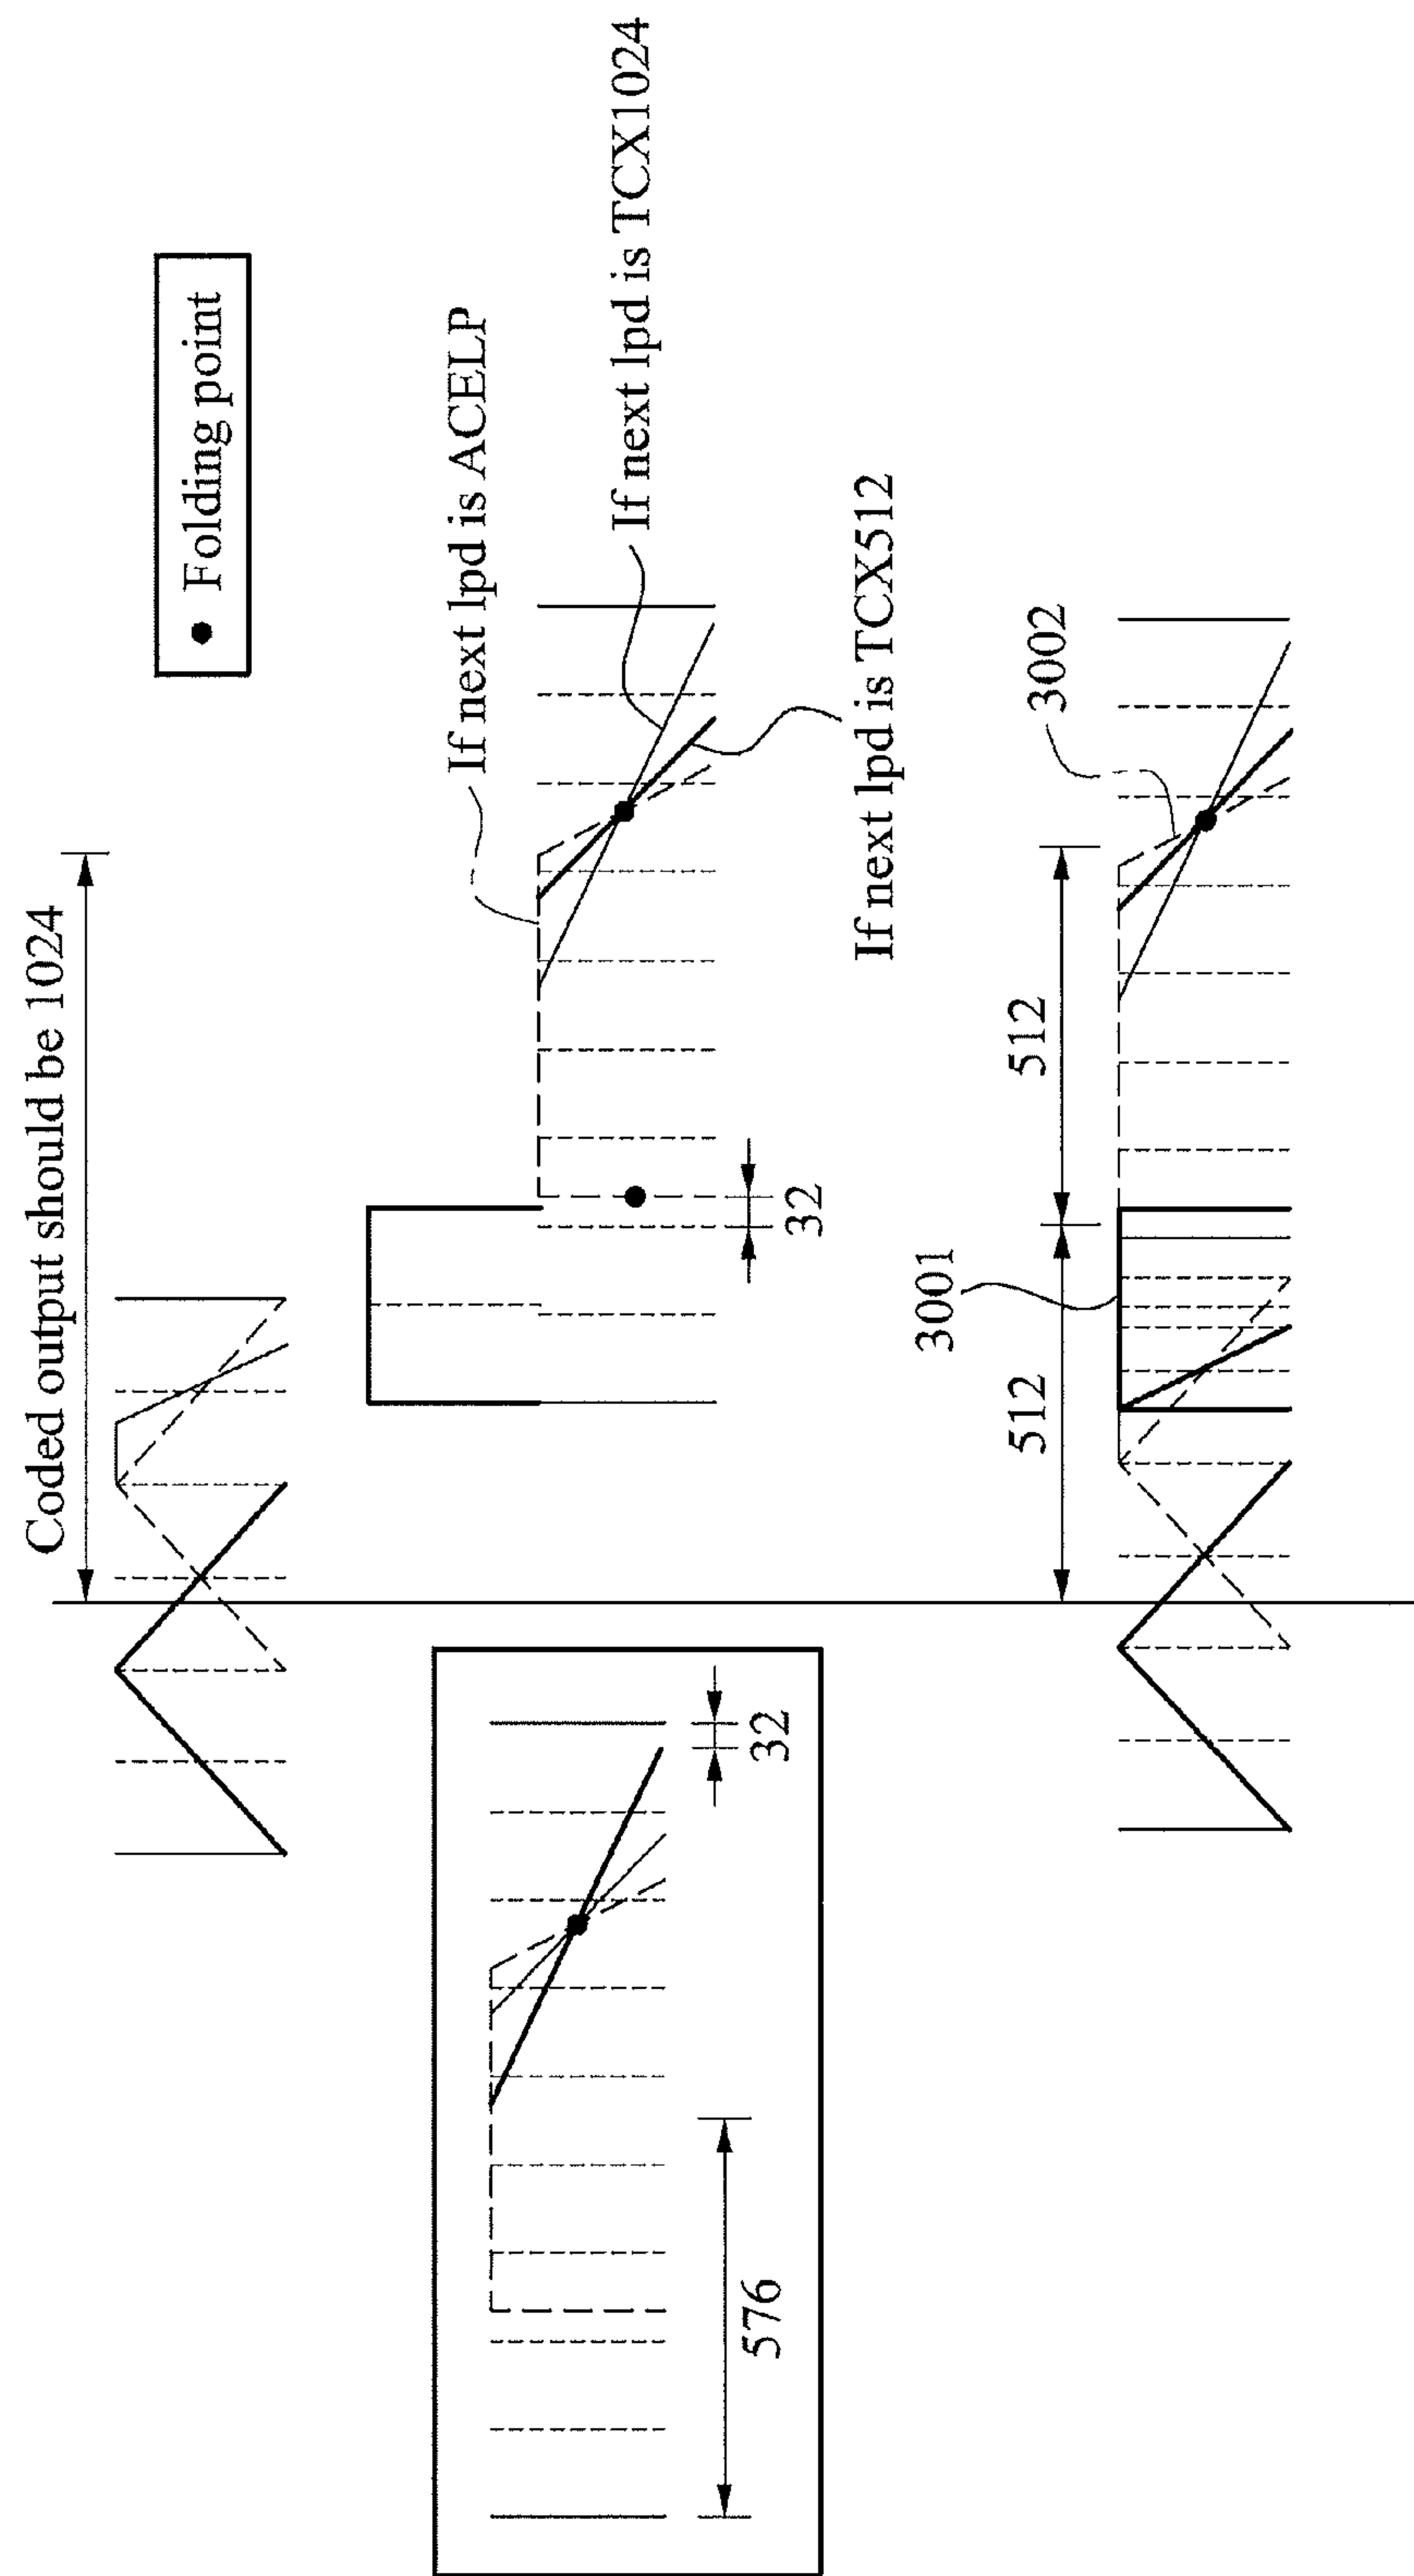 Coded output should be 1024
● Folding point
If next lpd is ACELP
If next lpd is TCX1024
If next lpd is TCX512
32
32
576
3001
3002
512
512